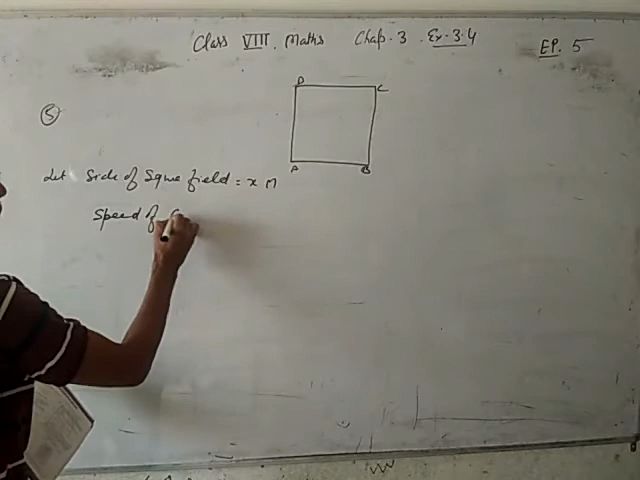 Class VIII. Maths Chap. 3. Ex-3.4
EP. 5
5
D C
A B
let Side of Squre field = x M
Speed of